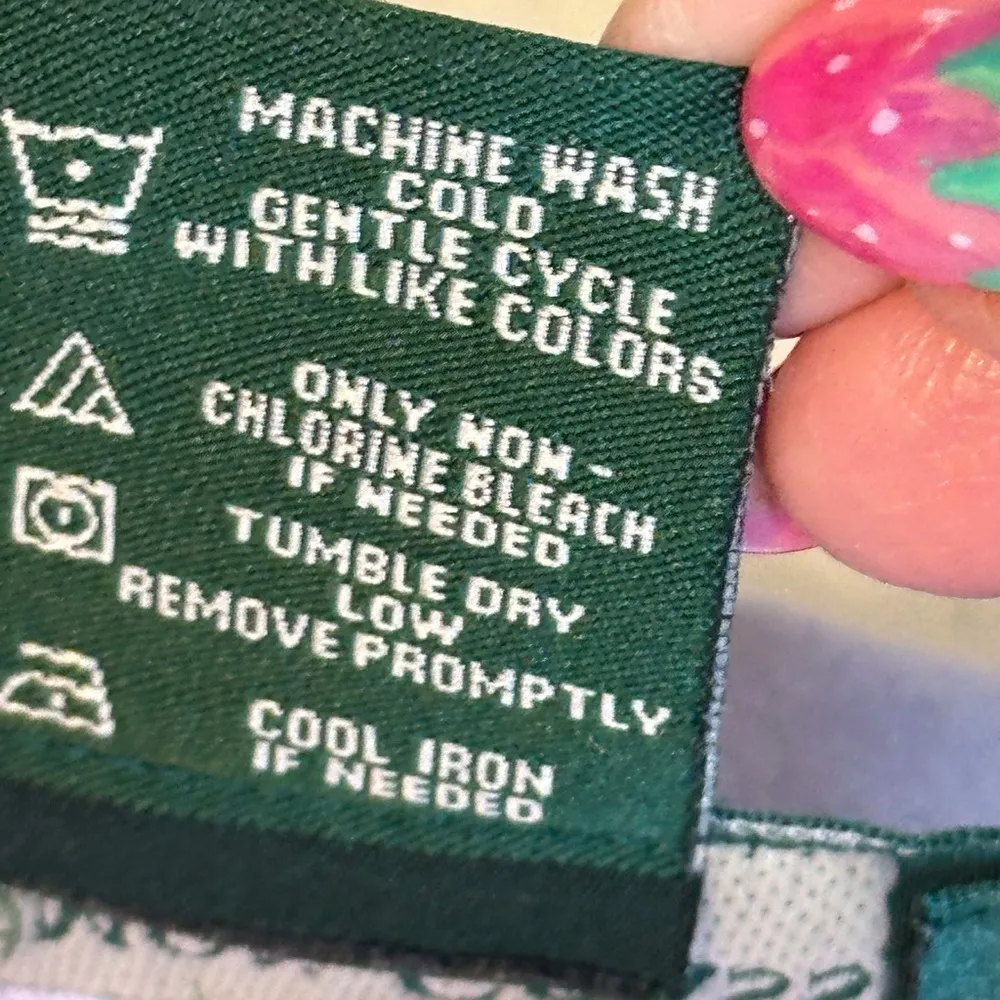 MACHINE WASH
COLD
GENTLE CYCLE
WITH LIKE COLORS
ONLY NON -
CHLORINE BLEACH
IF NEEDED
TUMBLE DRY
LOW
REMOVE PROMPTLY
COOL IRON
IF NEEDED
22